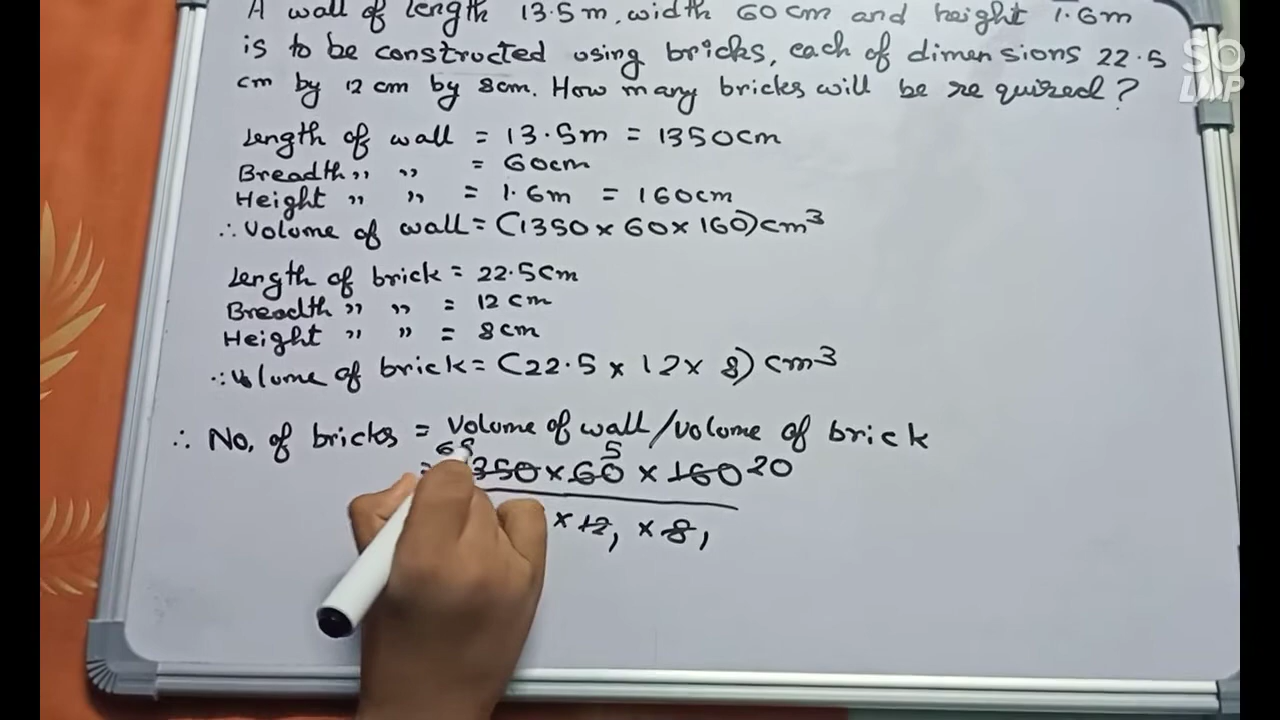 A wall of length 13.5m, width 60cm and height 1.6m
is to be constructed using bricks, each of dimensions 22.5
cm by 12 cm by 8cm. How many bricks will be required?
Length of wall = 13.5m = 1350cm
Breadth ,, ,, = 60cm
Height ,, ,, = 1.6m = 160cm
∴ Volume of wall = (1350 × 60 × 160) cm³
Length of brick = 22.5cm
Breadth ,, ,, = 12cm
Height ,, ,, = 8cm
∴ Volume of brick = (22.5 × 12 × 8) cm³
∴ No. of bricks = Volume of wall / volume of brick
5
350 × 60 × 160 20
× 12, × 8,
SO